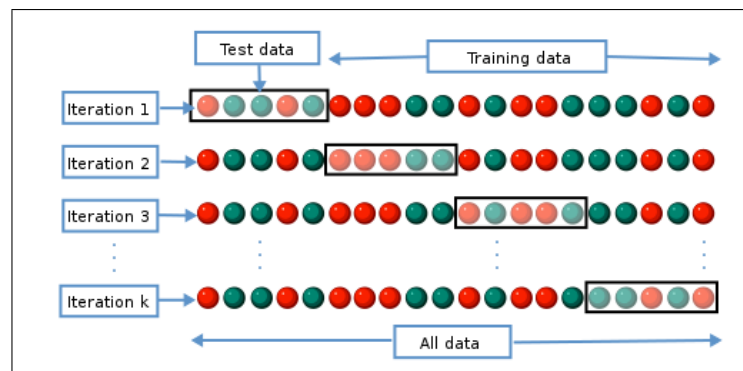 Test data
Training data
Iteration 1
Iteration 2
Iteration 3
Iteration k
All data